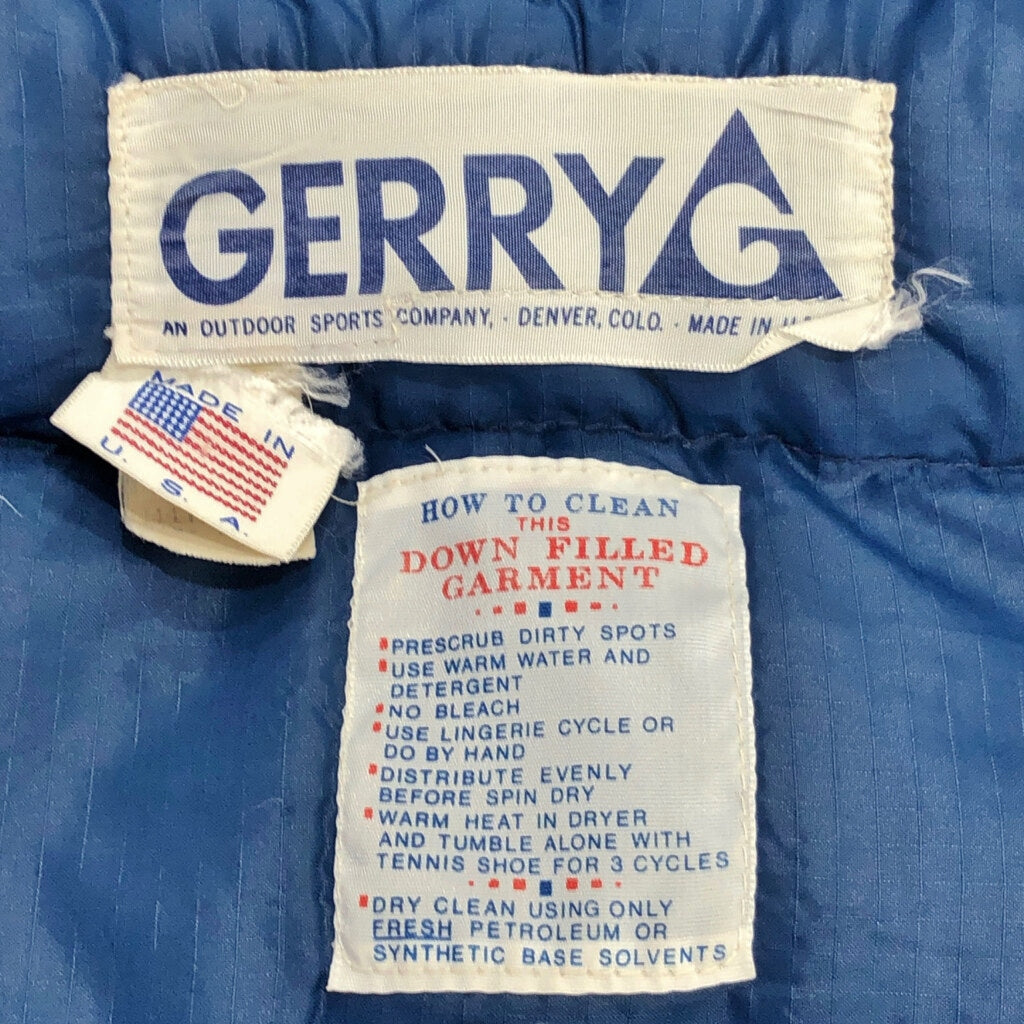 GERRY G
AN OUTDOOR SPORTS COMPANY, · DENVER, COLO. · MADE IN
MADE IN
U. S. A.
HOW TO CLEAN
THIS
DOWN FILLED
GARMENT
PRESCRUB DIRTY SPOTS
USE WARM WATER AND
DETERGENT
NO BLEACH
USE LINGERIE CYCLE OR
DO BY HAND
DISTRIBUTE EVENLY
BEFORE SPIN DRY
WARM HEAT IN DRYER
AND TUMBLE ALONE WITH
TENNIS SHOE FOR 3 CYCLES
DRY CLEAN USING ONLY
FRESH PETROLEUM OR
SYNTHETIC BASE SOLVENTS